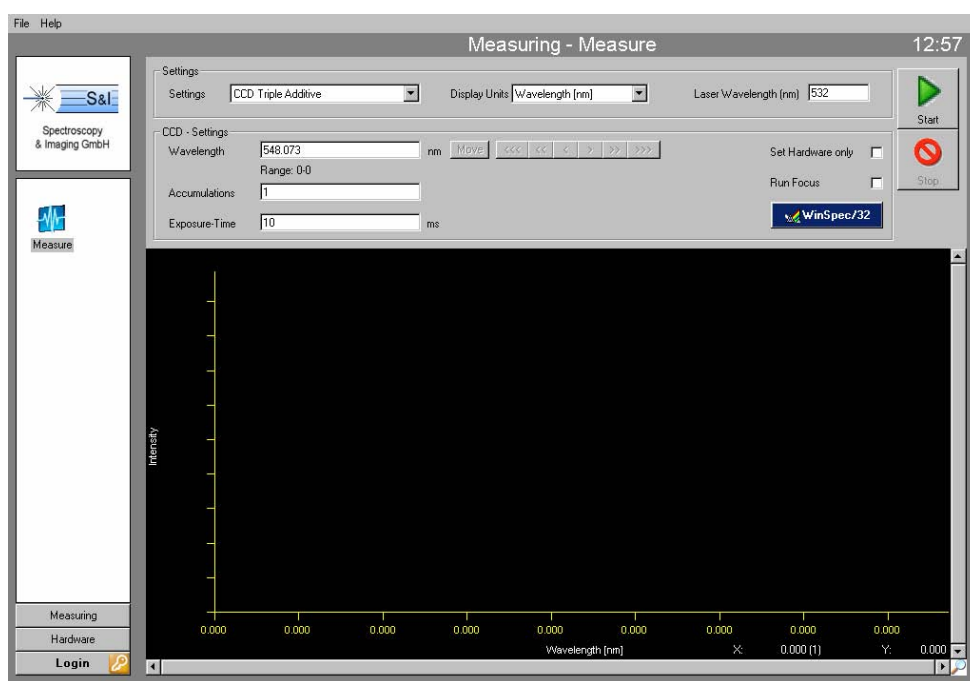 File Help
Measuring - Measure 12:57
S&I
Spectroscopy
& Imaging GmbH
Measure
Settings
Settings CCD Triple Additive Display Units Wavelength [nm] Laser Wavelength (nm) 532
Start
Stop
CCD - Settings
Wavelength 548.073 nm Move <<< << < > >> >>> Set Hardware only
Range: 0-0
Run Focus
Accumulations 1
WinSpec/32
Exposure-Time 10 ms
Intensity
0.000 0.000 0.000 0.000 0.000 0.000 0.000 0.000 0.000
Wavelength [nm] X: 0.000 (1) Y: 0.000
Measuring
Hardware
Login